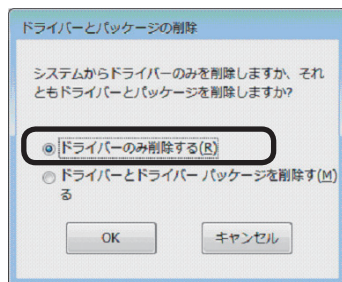 ドライバーとパッケージの削除
システムからドライバーのみを削除しますか、それ
ともドライバーとパッケージを削除しますか?
ドライバーのみ削除する(R)
ドライバーとドライバー パッケージを削除す(M)
る
OK
キャンセル